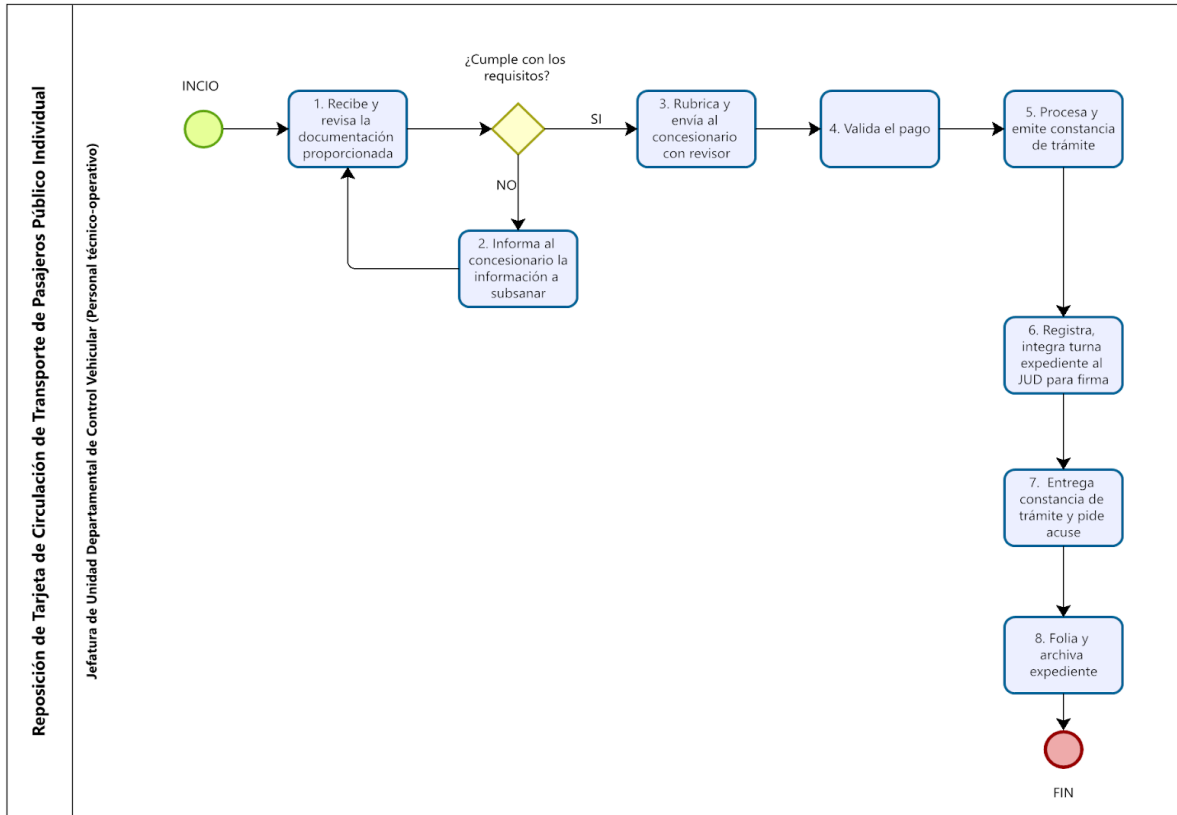 Reposición de Tarjeta de Circulación de Transporte de Pasajeros Público Individual
Jefatura de Unidad Departamental de Control Vehicular (Personal técnico-operativo)
INCIO
1. Recibe y
revisa la
documentación
proporcionada
¿Cumple con los
requisitos?
SI
NO
2. Informa al
concesionario la
información a
subsanar
3. Rubrica y
envía al
concesionario
con revisor
4. Valida el pago
5. Procesa y
emite constancia
de trámite
6. Registra,
integra turna
expediente al
JUD para firma
7. Entrega
constancia de
trámite y pide
acuse
8. Folia y
archiva
expediente
FIN